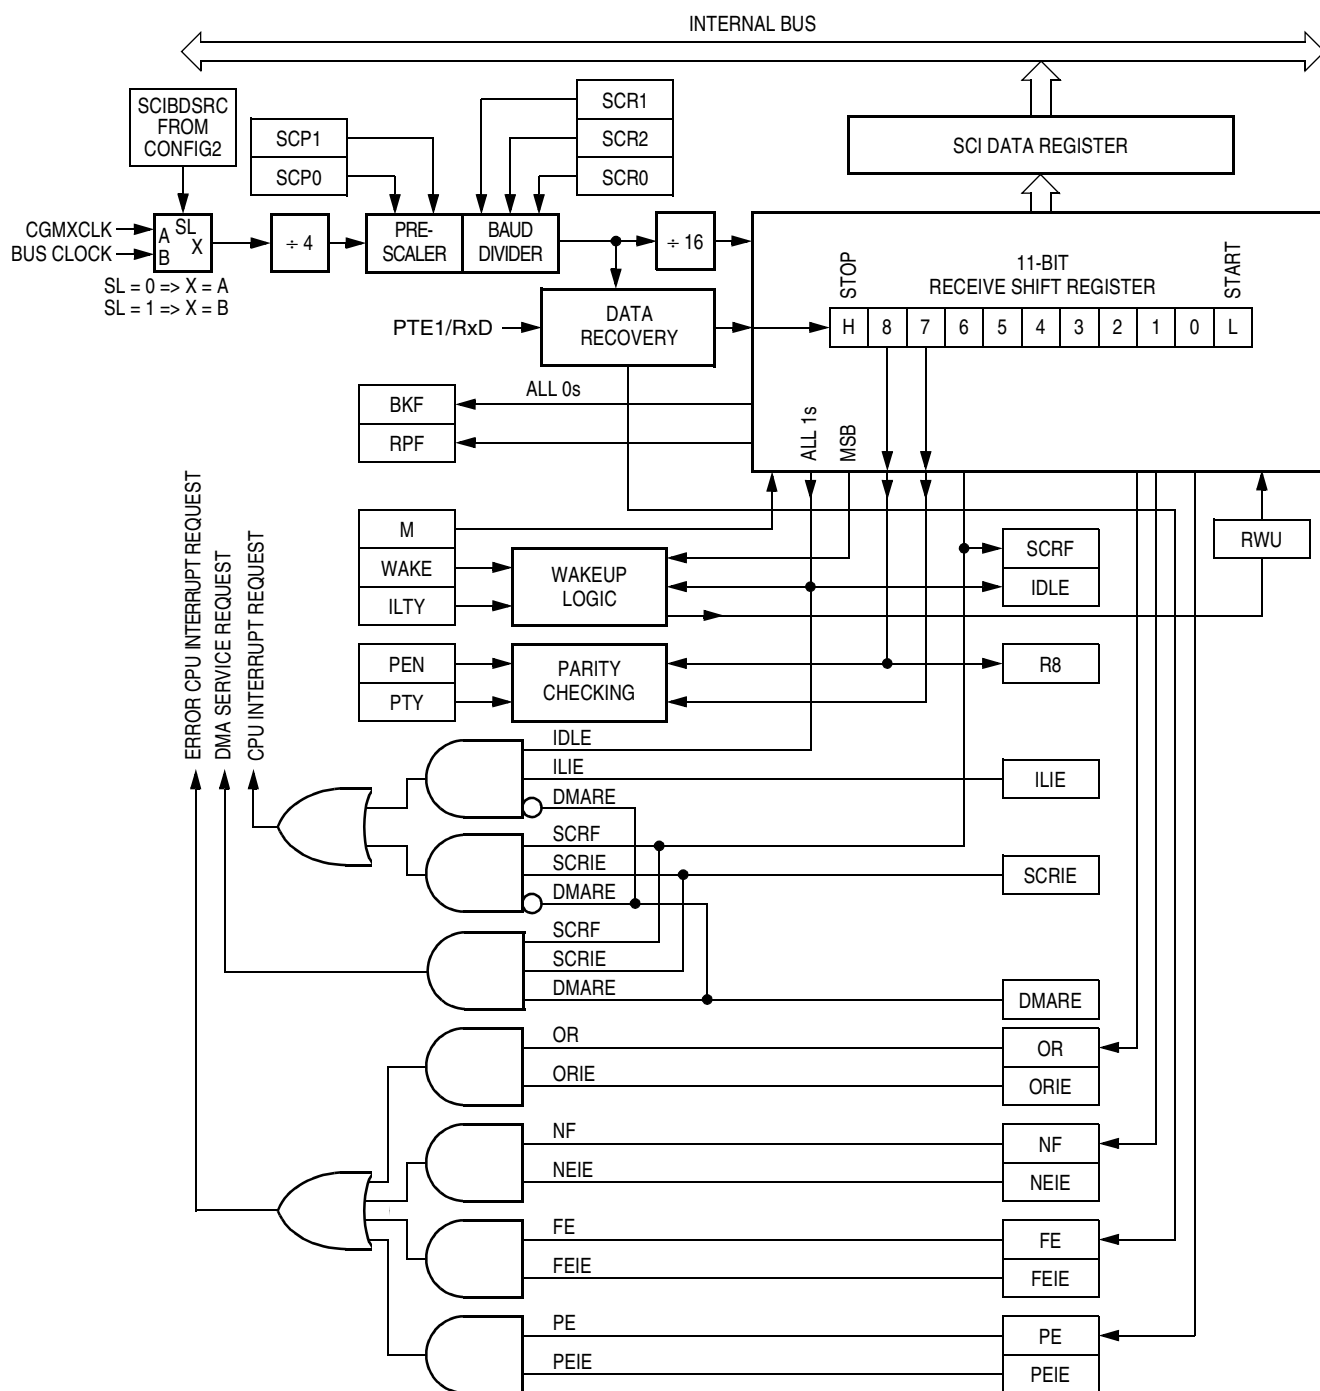 INTERNAL BUS
SCIBDSRC
FROM
CONFIG2
SCP1
SCP0
SCR1
SCR2
SCR0
SCI DATA REGISTER
CGMXCLK
BUS CLOCK
A
B
SL
X
SL = 0 => X = A
SL = 1 => X = B
÷ 4
PRE-
SCALER
BAUD
DIVIDER
÷ 16
STOP
11-BIT
RECEIVE SHIFT REGISTER
START
H 8 7 6 5 4 3 2 1 0 L
PTE1/RxD
DATA
RECOVERY
BKF
RPF
ALL 0s
ALL 1s
MSB
M
WAKE
ILTY
WAKEUP
LOGIC
SCRF
IDLE
RWU
PEN
PTY
PARITY
CHECKING
R8
ERROR CPU INTERRUPT REQUEST
DMA SERVICE REQUEST
CPU INTERRUPT REQUEST
IDLE
ILIE
DMARE
ILIE
SCRF
SCRIE
DMARE
SCRIE
SCRF
SCRIE
DMARE
DMARE
OR
ORIE
OR
ORIE
NF
NEIE
NF
NEIE
FE
FEIE
FE
FEIE
PE
PEIE
PE
PEIE